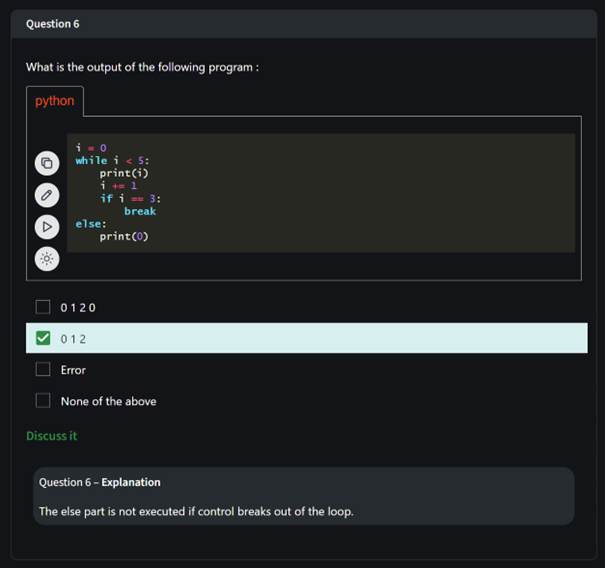 Question 6
What is the output of the following program :
python
i = 0
while i < 5:
    print(i)
    i += 1
    if i == 3:
        break
else:
    print(0)
0 1 2 0
0 1 2
Error
None of the above
Discuss it
Question 6 – Explanation
The else part is not executed if control breaks out of the loop.